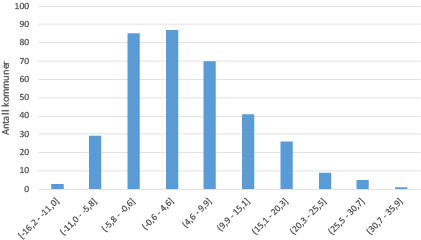 Antall kommuner
100
90
80
70
60
50
40
30
20
10
0
[-16,2 - -11,0]
(-11,0 - -5,8]
(-5,8 - -0,6]
(-0,6 - 4,6]
(4,6 - 9,9]
(9,9 - 15,1]
(15,1 - 20,3]
(20,3 - 25,5]
(25,5 - 30,7]
(30,7 - 35,9]